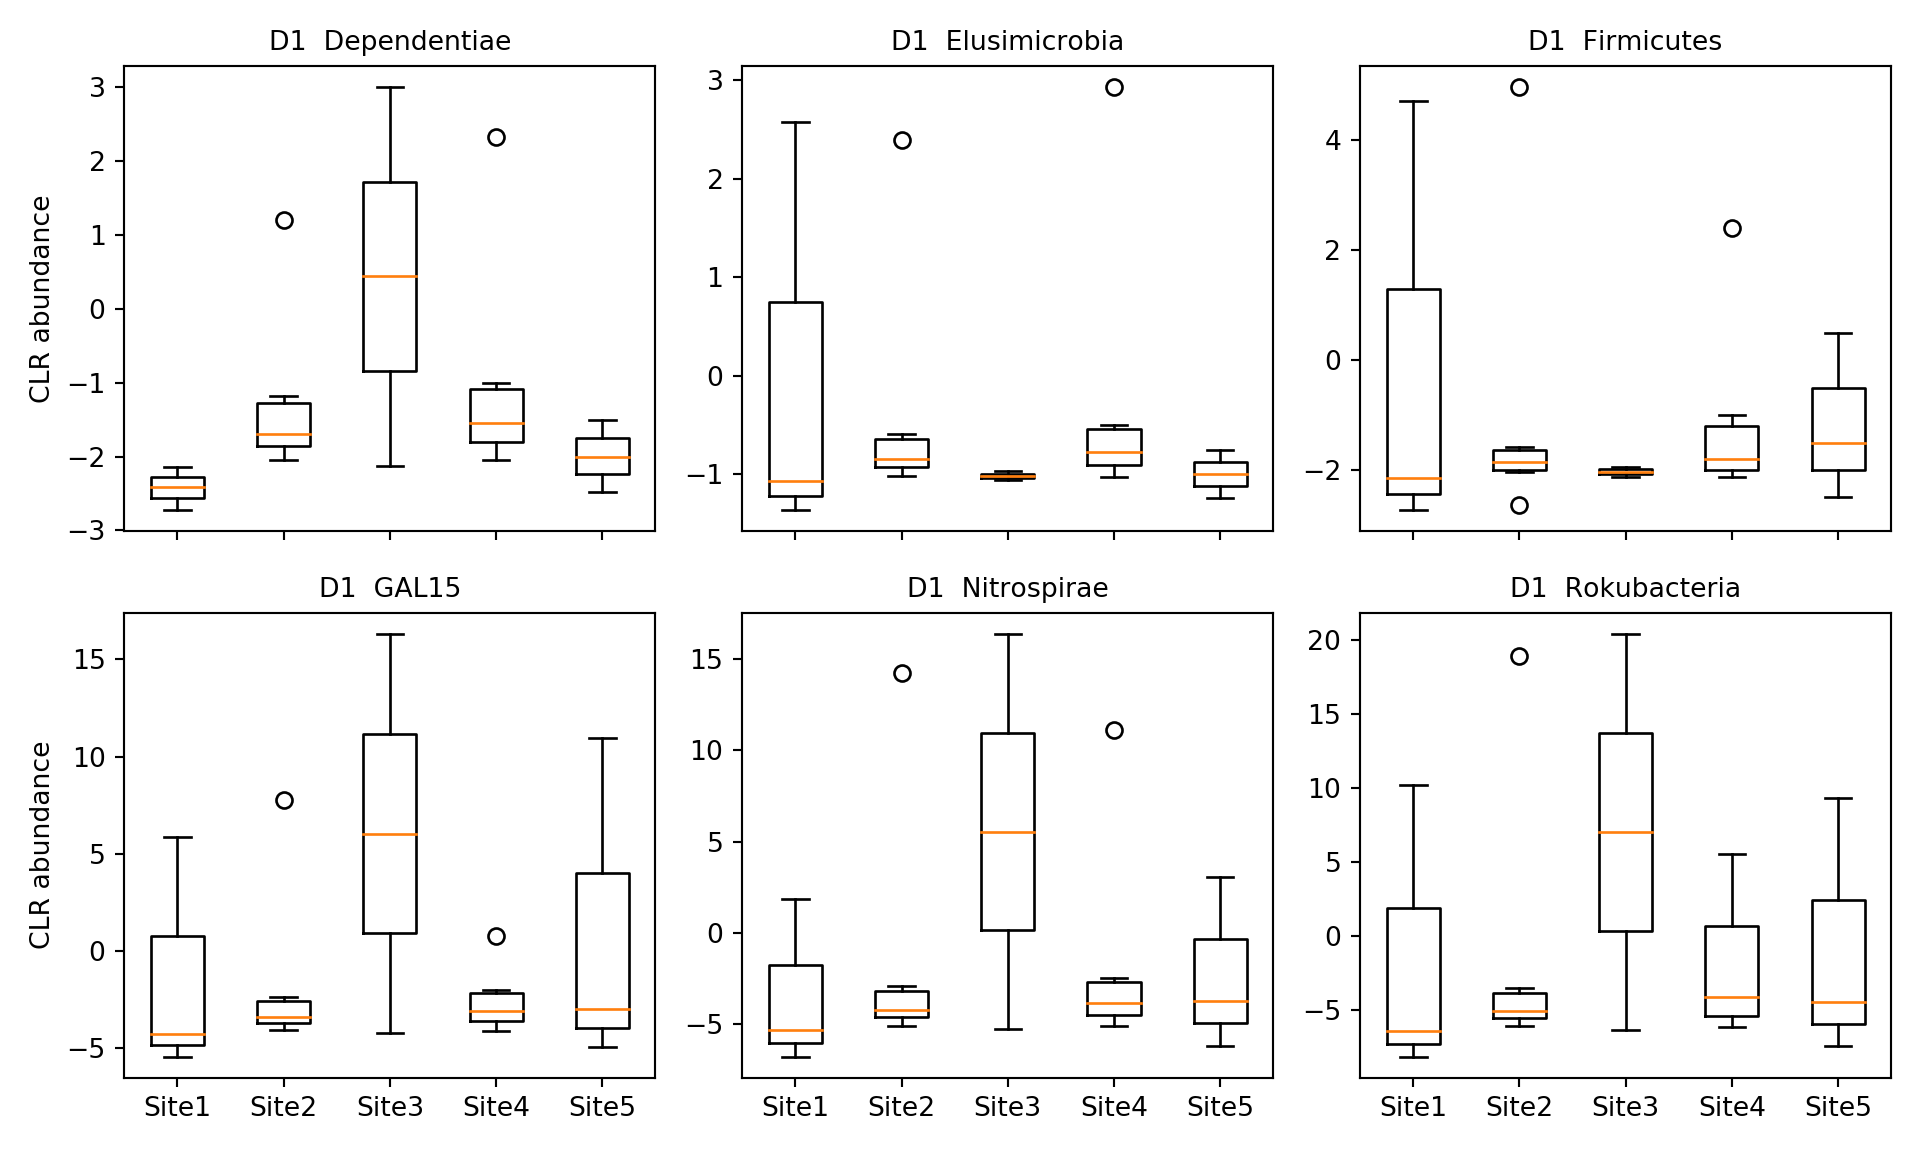 D1  Dependentiae
D1  Elusimicrobia
D1  Firmicutes
CLR abundance
3
2
1
0
−1
−2
−3
3
2
1
0
−1
4
2
0
−2
D1  GAL15
D1  Nitrospirae
D1  Rokubacteria
CLR abundance
15
10
5
0
−5
15
10
5
0
−5
20
15
10
5
0
−5
Site1 Site2 Site3 Site4 Site5
Site1 Site2 Site3 Site4 Site5
Site1 Site2 Site3 Site4 Site5